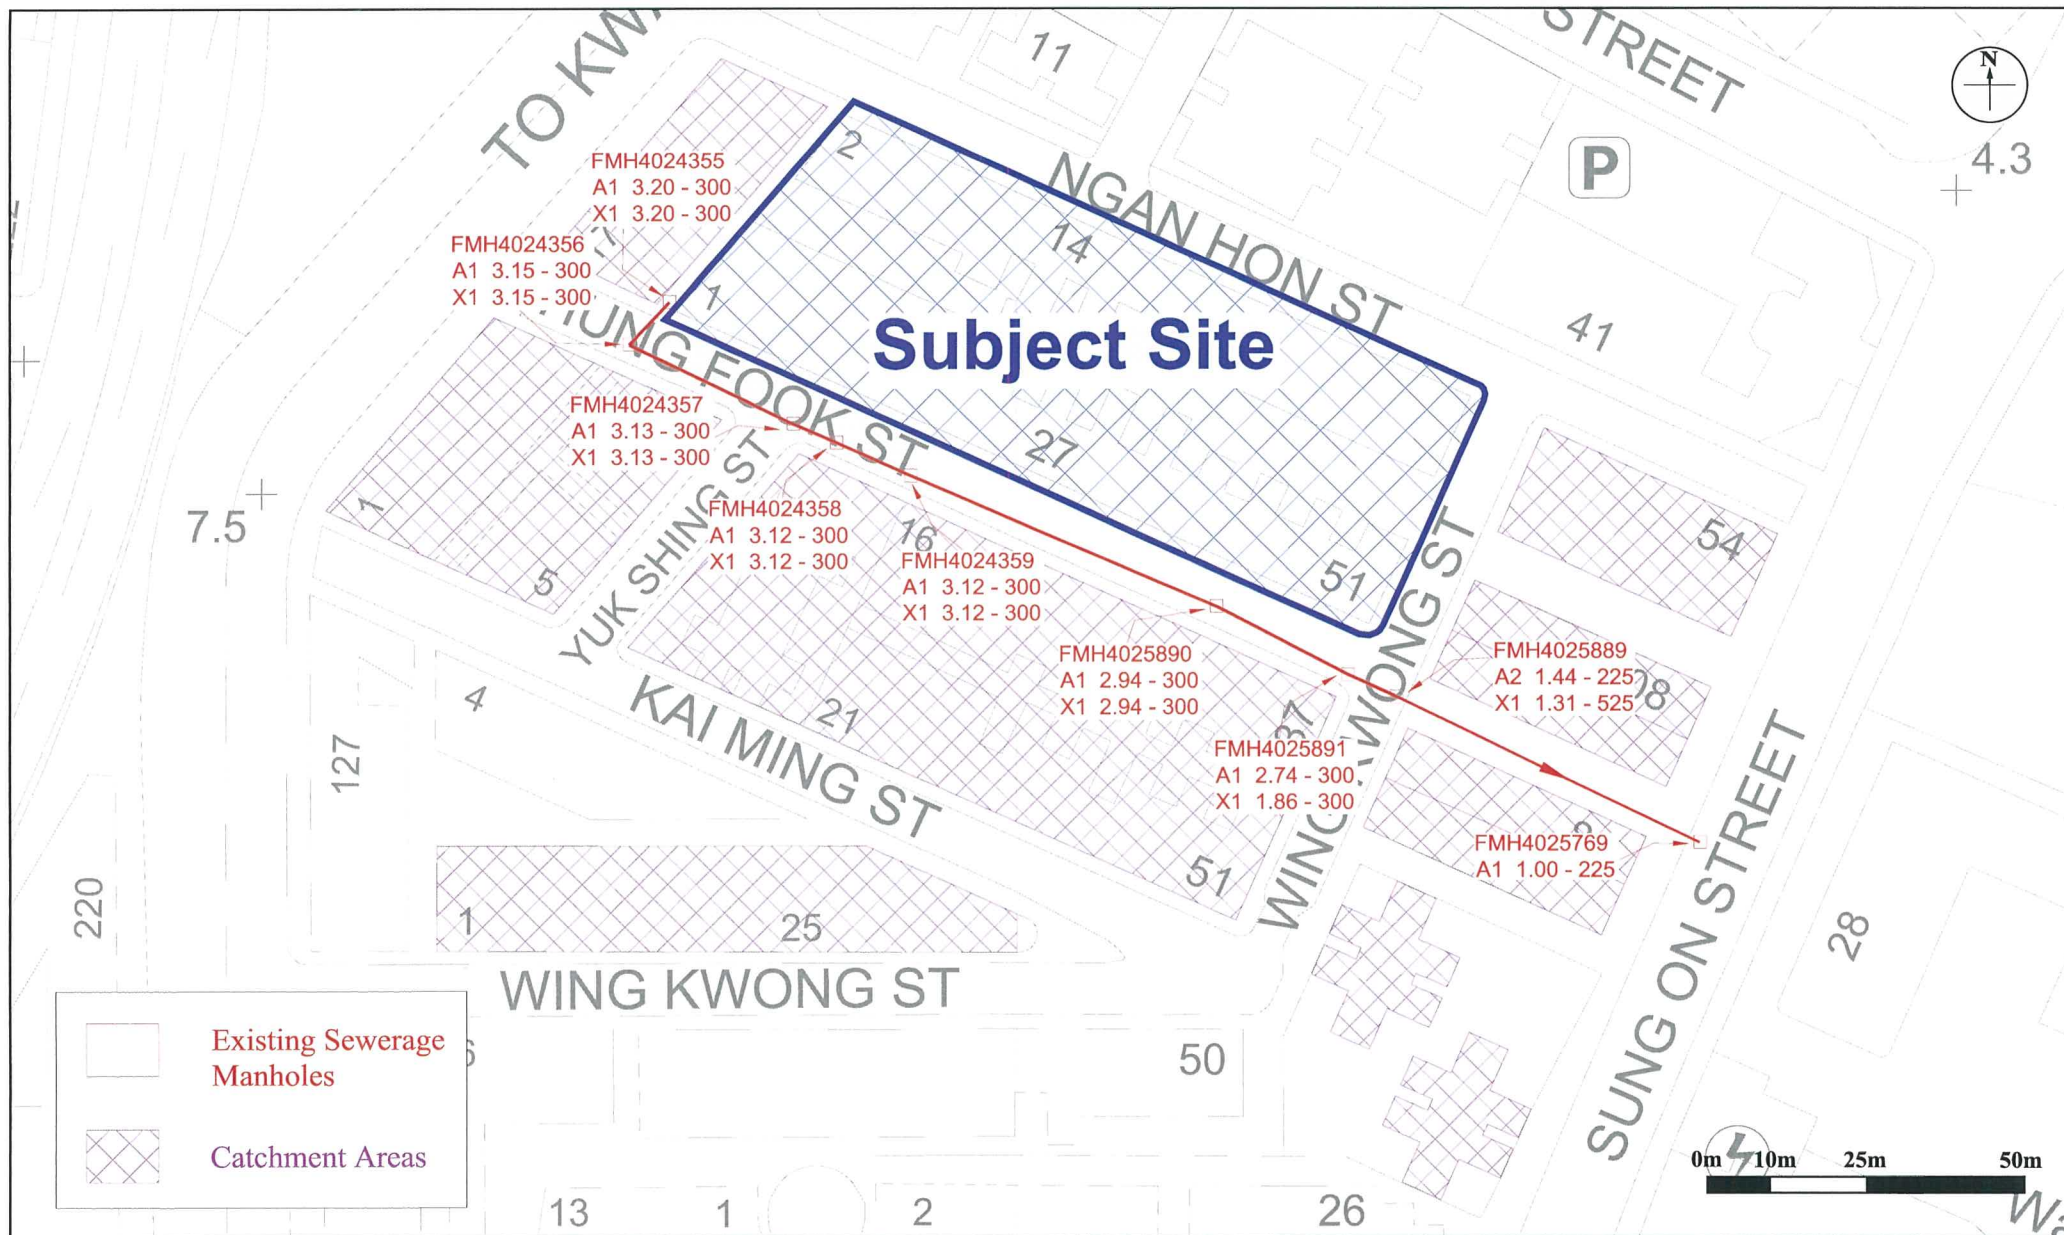 11
STREET
N
4.3
P
2
FMH4024355
A1 3.20 - 300
X1 3.20 - 300
NGAN HON ST
14
FMH4024356
A1 3.15 - 300
X1 3.15 - 300
1
41
Subject Site
FOOK ST
FMH4024357
A1 3.13 - 300
X1 3.13 - 300
27
7.5
1
5
YUK SHING ST
FMH4024358
A1 3.12 - 300
X1 3.12 - 300
16
FMH4024359
A1 3.12 - 300
X1 3.12 - 300
51
54
FMH4025890
A1 2.94 - 300
X1 2.94 - 300
FMH4025889
A2 1.44 - 225
X1 1.31 - 525
4
KAI MING ST
21
37
127
FMH4025891
A1 2.74 - 300
X1 1.86 - 300
WING KWONG ST
FMH4025769
A1 1.00 - 225
51
220
1
25
28
WING KWONG ST
SUNG ON STREET
Existing Sewerage
Manholes
Catchment Areas
50
0m 10m 25m 50m
13
1
2
26